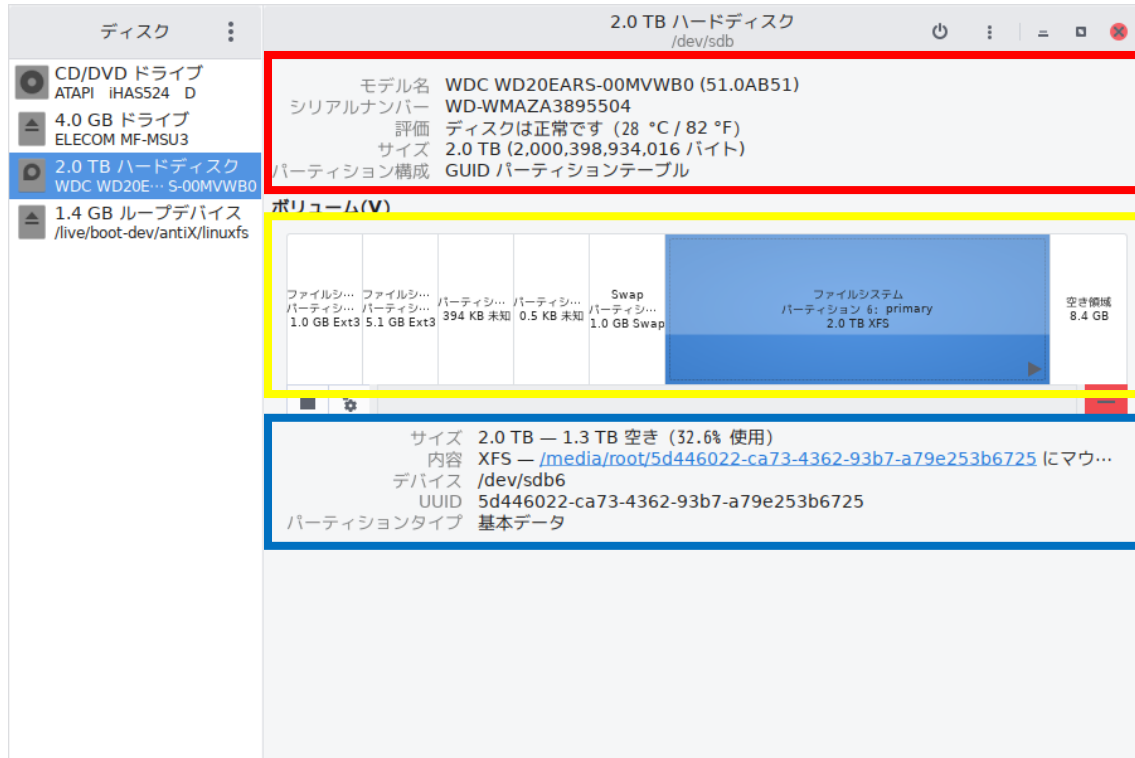 ディスク
2.0 TB ハードディスク
/dev/sdb
CD/DVD ドライブ
ATAPI iHAS524 D
4.0 GB ドライブ
ELECOM MF-MSU3
2.0 TB ハードディスク
WDC WD20E… S-00MVWB0
1.4 GB ループデバイス
/live/boot-dev/antiX/linuxfs
モデル名 WDC WD20EARS-00MVWB0 (51.0AB51)
シリアルナンバー WD-WMAZA3895504
評価 ディスクは正常です (28 °C / 82 °F)
サイズ 2.0 TB (2,000,398,934,016 バイト)
パーティション構成 GUID パーティションテーブル
ボリューム(V)
ファイルシ…
パーティシ…
1.0 GB Ext3
ファイルシ…
パーティシ…
5.1 GB Ext3
パーティシ…
394 KB 未知
パーティシ…
0.5 KB 未知
Swap
パーティシ…
1.0 GB Swap
ファイルシステム
パーティション 6: primary
2.0 TB XFS
空き領域
8.4 GB
サイズ 2.0 TB — 1.3 TB 空き (32.6% 使用)
内容 XFS — /media/root/5d446022-ca73-4362-93b7-a79e253b6725 にマウ…
デバイス /dev/sdb6
UUID 5d446022-ca73-4362-93b7-a79e253b6725
パーティションタイプ 基本データ